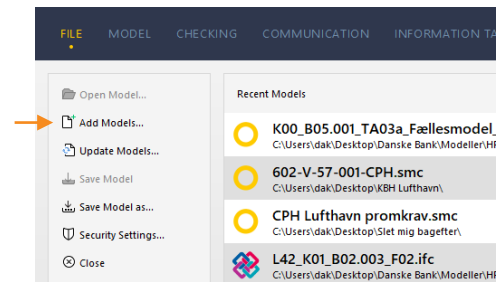 FILE MODEL CHECKING COMMUNICATION INFORMATION TA
Open Model...
Add Models...
Update Models...
Save Model
Save Model as...
Security Settings...
Close
Recent Models
K00_B05.001_TA03a_Fællesmodel_
C:\Users\dak\Desktop\Danske Bank\Modeller\HF
602-V-57-001-CPH.smc
C:\Users\dak\Desktop\KBH Lufthavn\
CPH Lufthavn promkrav.smc
C:\Users\dak\Desktop\Slet mig bagefter\
L42_K01_B02.003_F02.ifc
C:\Users\dak\Desktop\Danske Bank\Modeller\HF